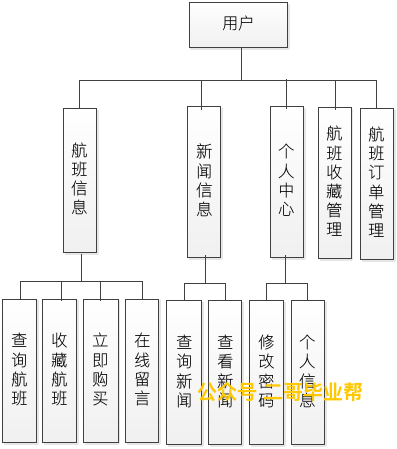 用户
航班信息
新闻信息
个人中心
航班收藏管理
航班订单管理
查询航班
收藏航班
立即购买
在线留言
查询新闻
查看新闻
修改密码
个人信息
公众号·二哥毕业帮